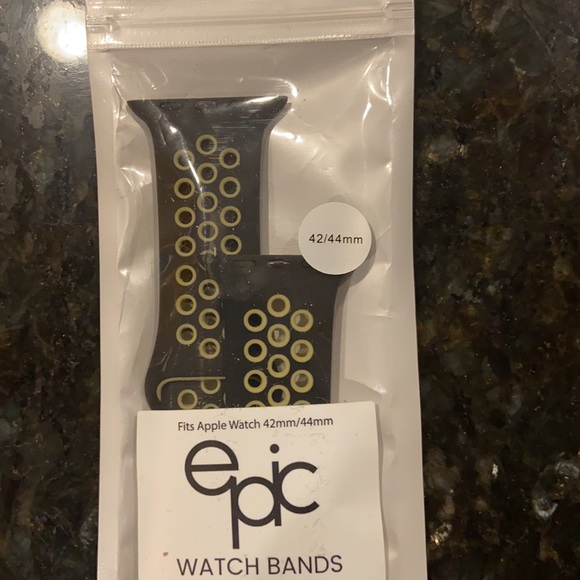 42/44mm
Fits Apple Watch 42mm/44mm
epic
WATCH BANDS